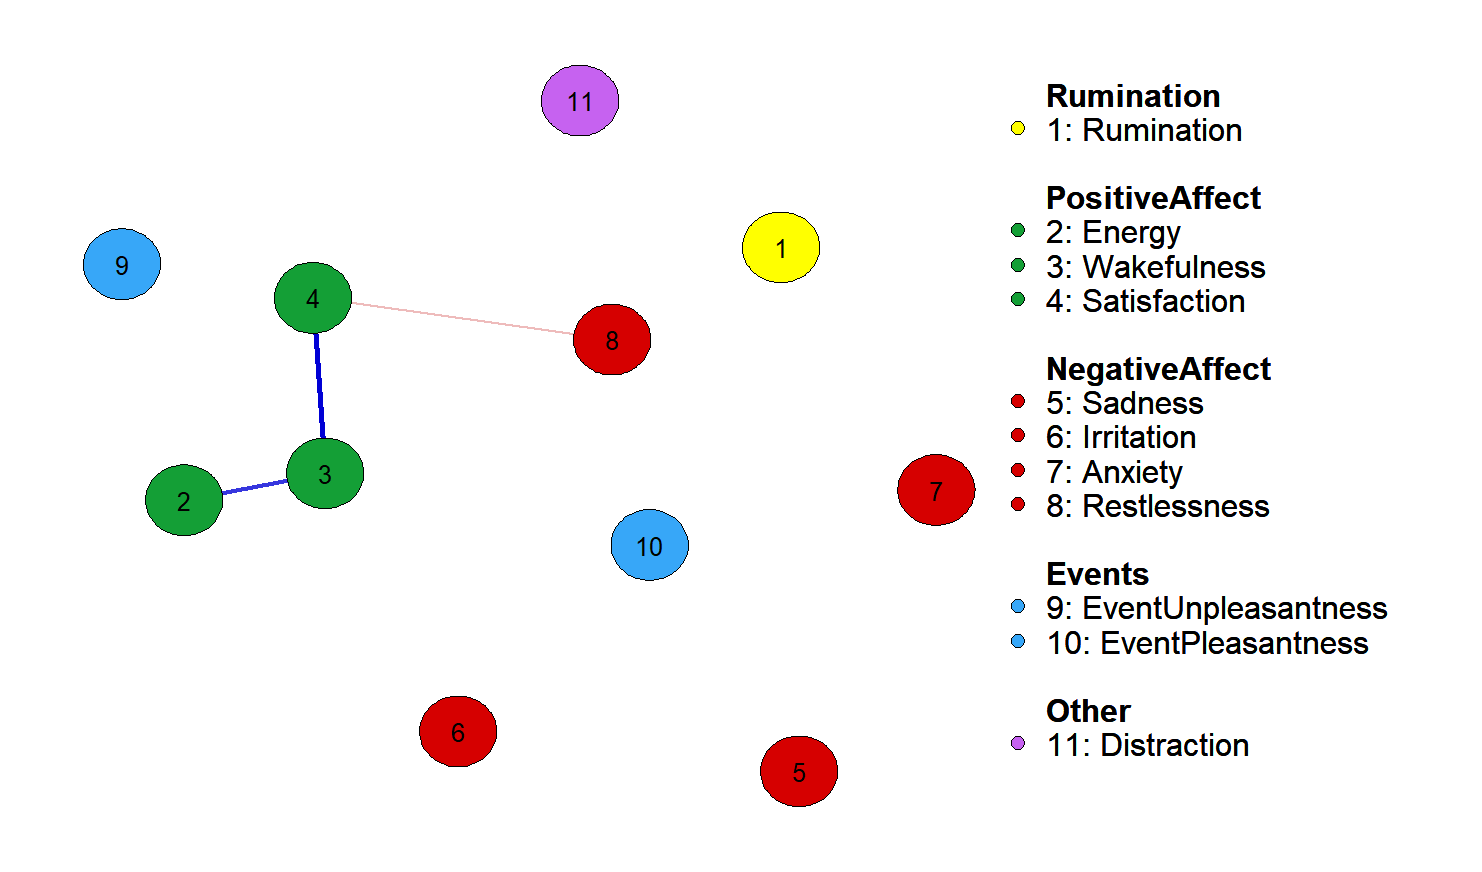 11
1
9
4
8
3
2
7
10
6
5
Rumination
1: Rumination
PositiveAffect
2: Energy
3: Wakefulness
4: Satisfaction
NegativeAffect
5: Sadness
6: Irritation
7: Anxiety
8: Restlessness
Events
9: EventUnpleasantness
10: EventPleasantness
Other
11: Distraction